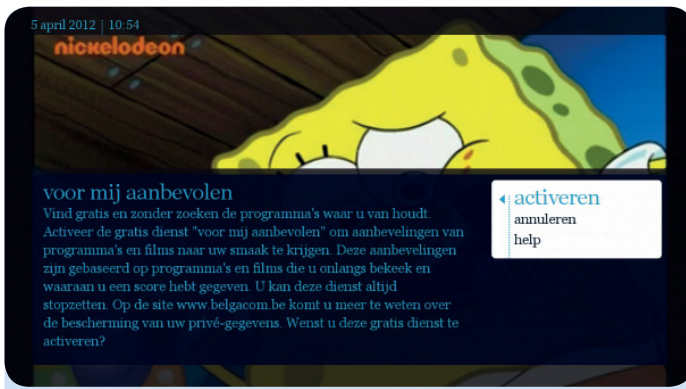 5 april 2012 | 10:54
nickelodeon
voor mij aanbevolen
Vind gratis en zonder zoeken de programma's waar u van houdt.
Activeer de gratis dienst "voor mij aanbevolen" om aanbevelingen van
programma's en films naar uw smaak te krijgen. Deze aanbevelingen
zijn gebaseerd op programma's en films die u onlangs bekeek en
waaraan u een score hebt gegeven. U kan deze dienst altijd
stopzetten. Op de site www.belgacom.be komt u meer te weten over
de bescherming van uw privé-gegevens. Wenst u deze gratis dienst te
activeren?
activeren
annuleren
help